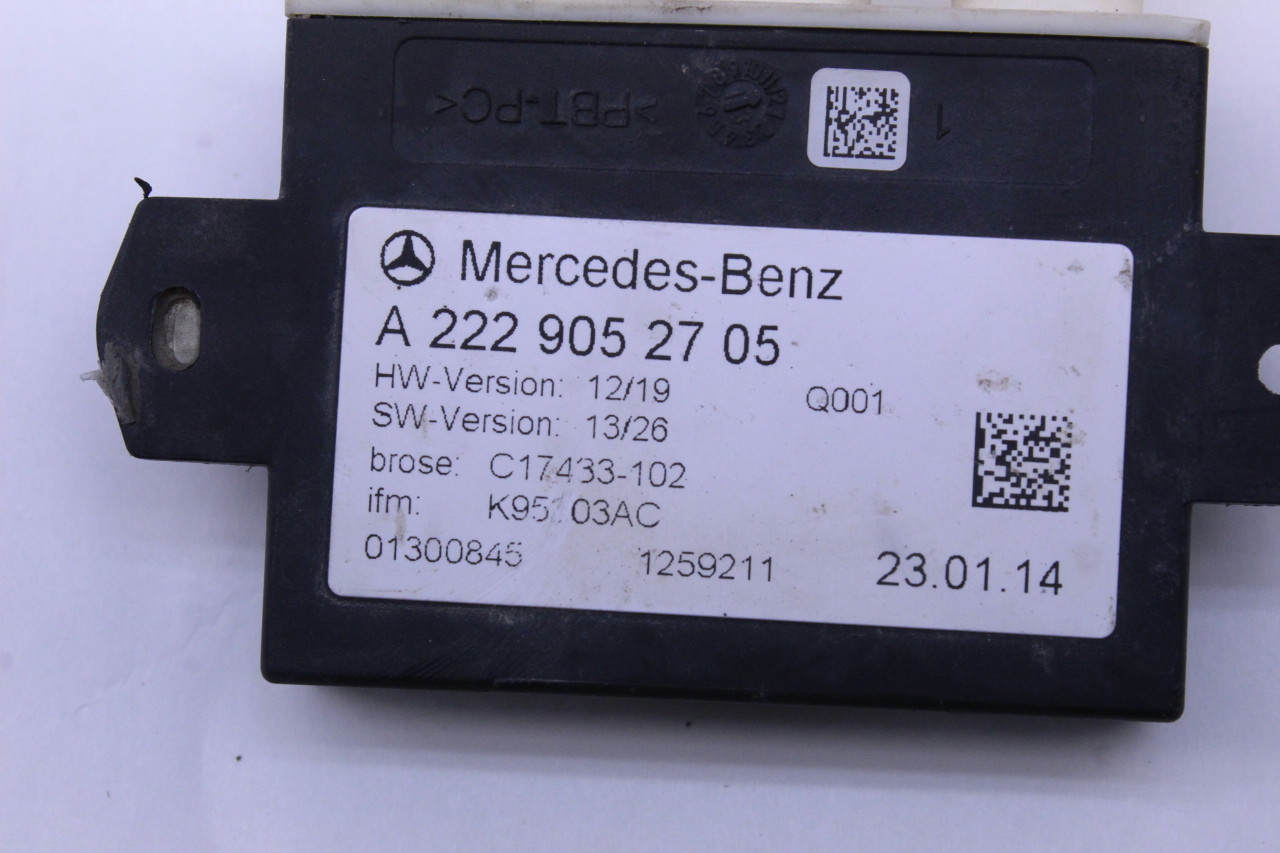 >PBT-PC<
1
Mercedes-Benz
A 222 905 27 05
HW-Version: 12/19
Q001
SW-Version: 13/26
brose: C17433-102
ifm:
01300845
1259211
23.01.14